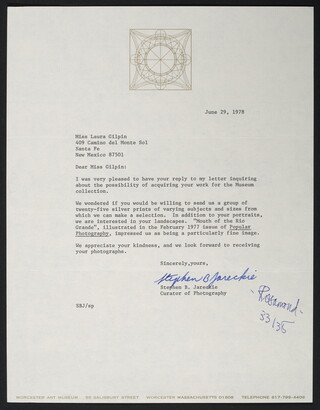 June 29, 1978
Miss Laura Gilpin
409 Camino del Monte Sol
Santa Fe
New Mexico 87501
Dear Miss Gilpin:
I was very pleased to have your reply to my letter inquiring
about the possibility of acquiring your work for the Museum
collection.
We wondered if you would be willing to send us a group of
twenty-five silver prints of varying subjects and sizes from
which we can make a selection. In addition to your portraits,
we are interested in your landscapes. "Mouth of the Rio
Grande", illustrated in the February 1977 issue of Popular
Photography, impressed us as being a particularly fine image.
We appreciate your kindness, and we look forward to receiving
your photographs.
Sincerely yours,
Stephen B. Jareckie
Stephen B. Jareckie
Curator of Photography
SBJ/ep
33/35
WORCESTER ART MUSEUM 55 SALISBURY STREET WORCESTER MASSACHUSETTS 01608 TELEPHONE 617-799-4406